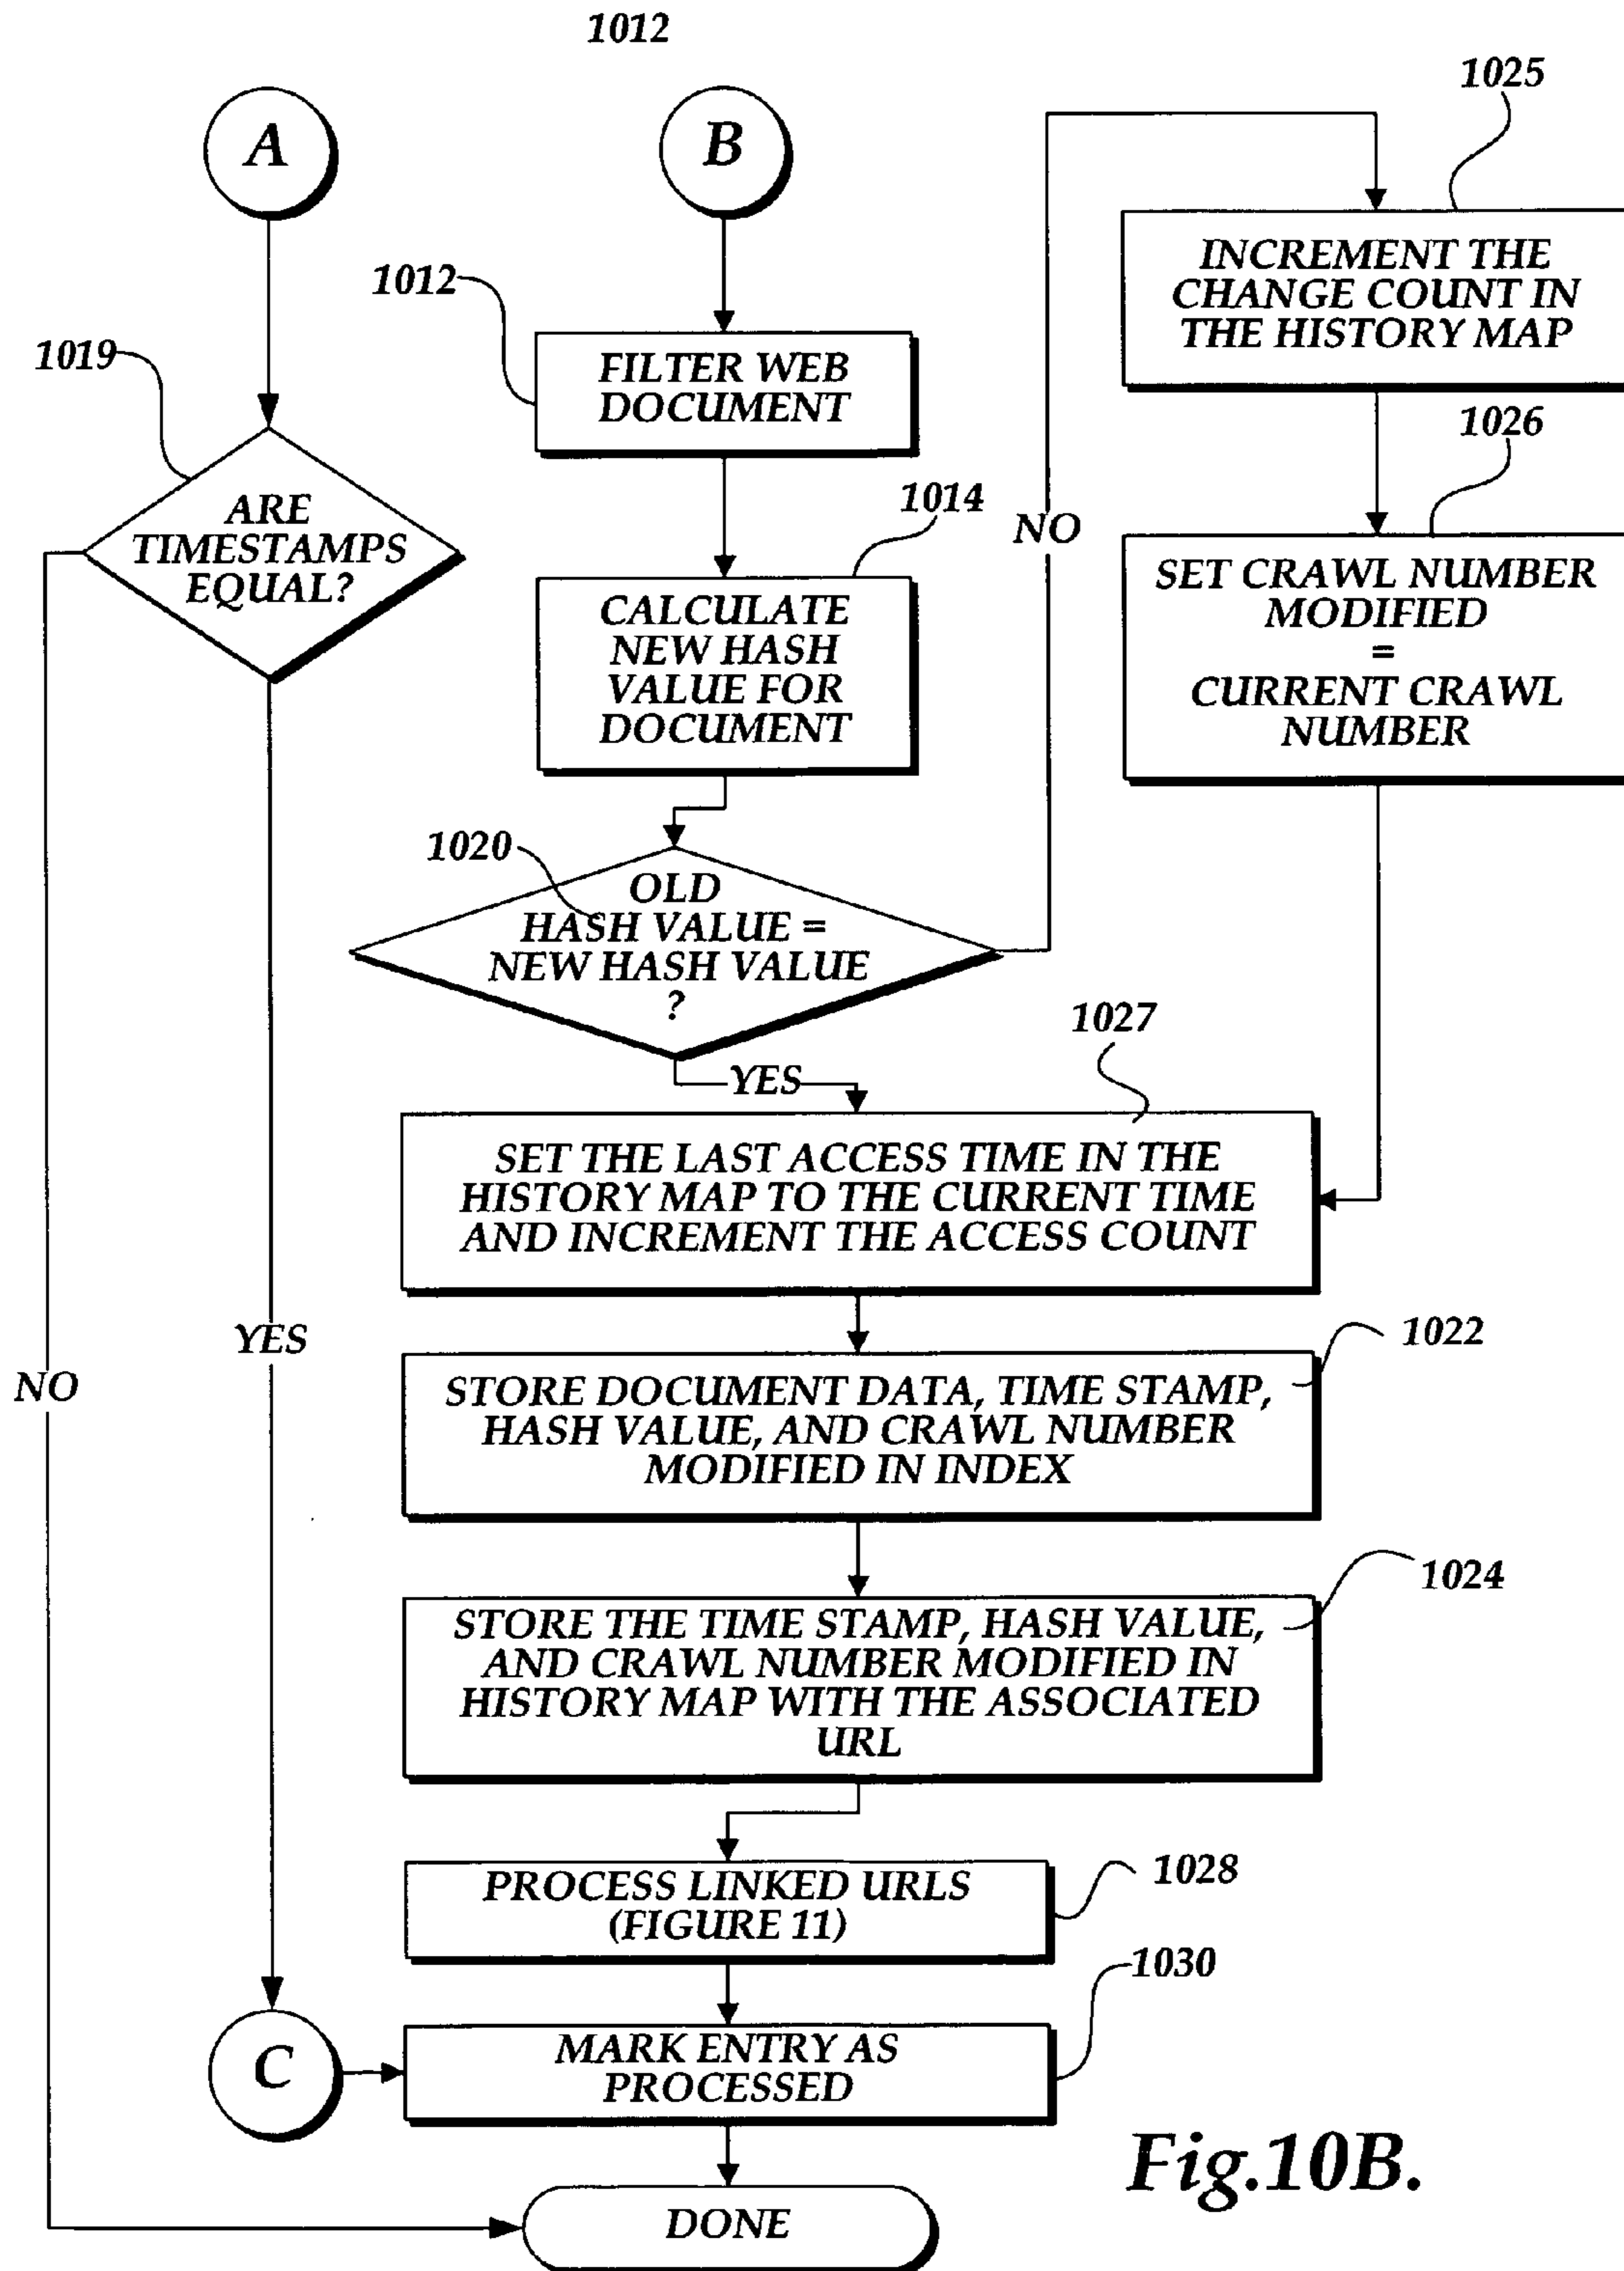 1012
A
B
1025
INCREMENT THE
CHANGE COUNT IN
THE HISTORY MAP
1012
FILTER WEB
DOCUMENT
1019
ARE
TIMESTAMPS
EQUAL?
1026
SET CRAWL NUMBER
MODIFIED
=
CURRENT CRAWL
NUMBER
1014
CALCULATE
NEW HASH
VALUE FOR
DOCUMENT
NO
1020
OLD
HASH VALUE =
NEW HASH VALUE
?
YES
1027
SET THE LAST ACCESS TIME IN THE
HISTORY MAP TO THE CURRENT TIME
AND INCREMENT THE ACCESS COUNT
YES
NO
1022
STORE DOCUMENT DATA, TIME STAMP,
HASH VALUE, AND CRAWL NUMBER
MODIFIED IN INDEX
1024
STORE THE TIME STAMP, HASH VALUE,
AND CRAWL NUMBER MODIFIED IN
HISTORY MAP WITH THE ASSOCIATED
URL
1028
PROCESS LINKED URLS
(FIGURE 11)
1030
C
MARK ENTRY AS
PROCESSED
DONE
Fig.10B.